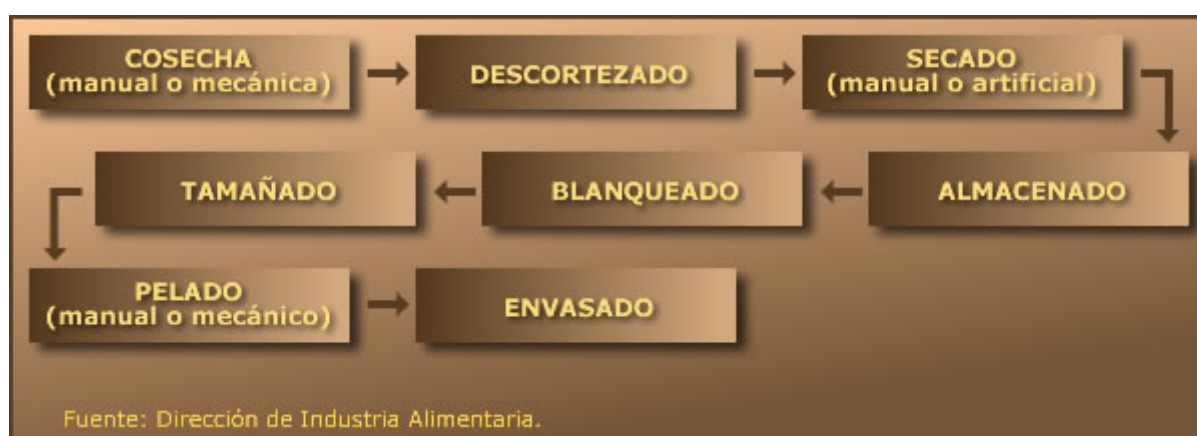 COSECHA
(manual o mecánica)
DESCORTEZADO
SECADO
(manual o artificial)
ALMACENADO
BLANQUEADO
TAMAÑADO
PELADO
(manual o mecánico)
ENVASADO
Fuente: Dirección de Industria Alimentaria.